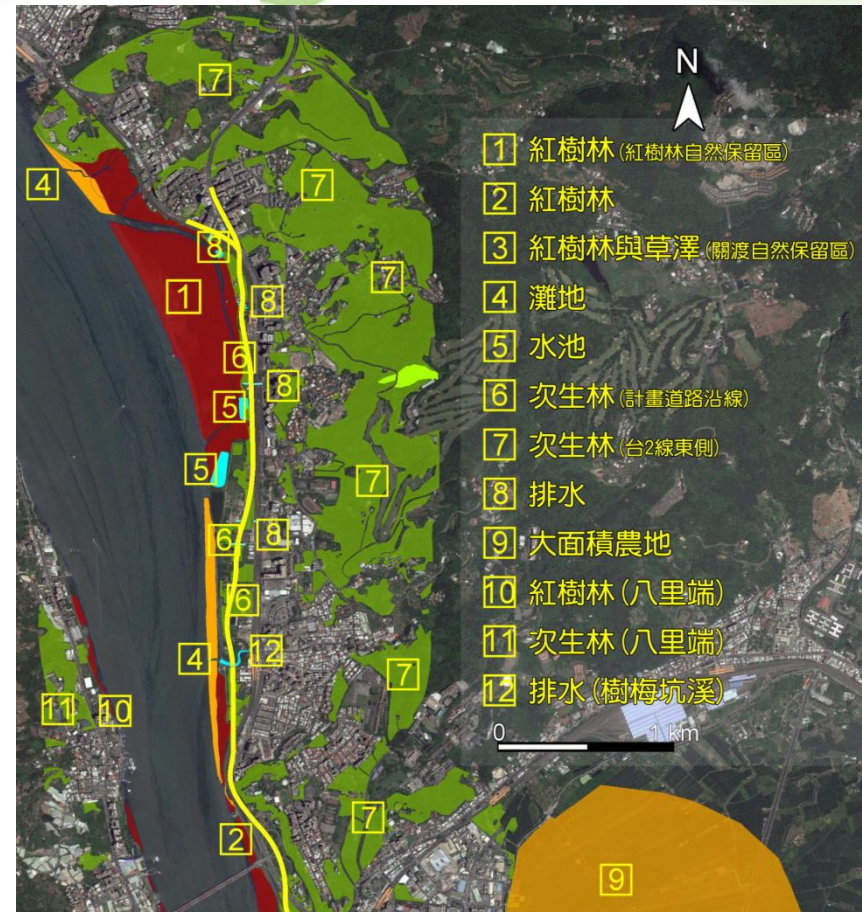 N
1 紅樹林(紅樹林自然保留區)
2 紅樹林
3 紅樹林與草澤(關渡自然保留區)
4 灘地
5 水池
6 次生林(計畫道路沿線)
7 次生林(台2線東側)
8 排水
9 大面積農地
10 紅樹林(八里端)
11 次生林(八里端)
12 排水(樹梅坑溪)
0 1 km
7
4
7
8
7
1
8
6
8
5
5
7
6
8
6
4
12
7
11
10
7
2
9